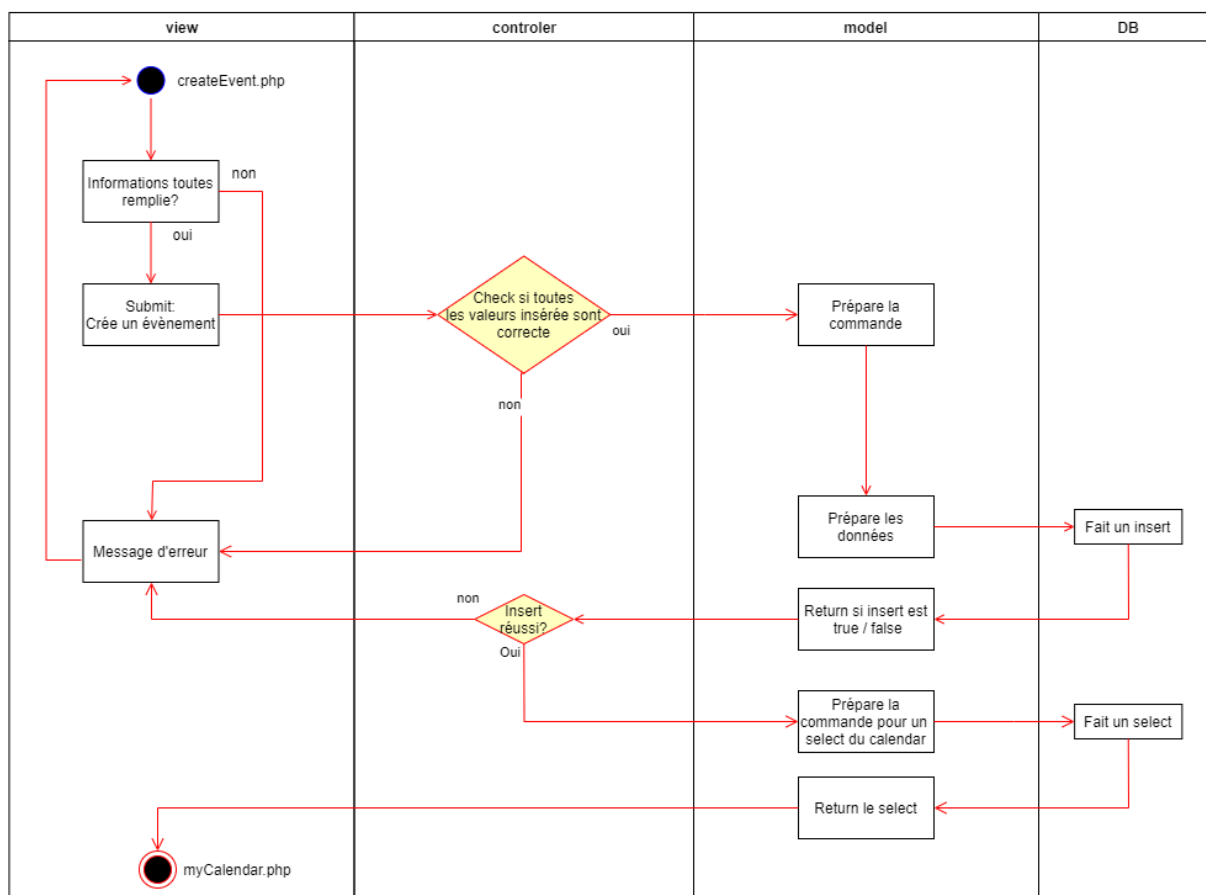 view
controler
model
DB
createEvent.php
Informations toutes
remplie?
non
oui
Submit:
Crée un évènement
Check si toutes
les valeurs insérée sont
correcte
oui
non
Prépare la
commande
Prépare les
données
Fait un insert
Message d'erreur
Return si insert est
true / false
Insert
réussi?
non
Oui
Prépare la
commande pour un
select du calendar
Fait un select
Return le select
myCalendar.php